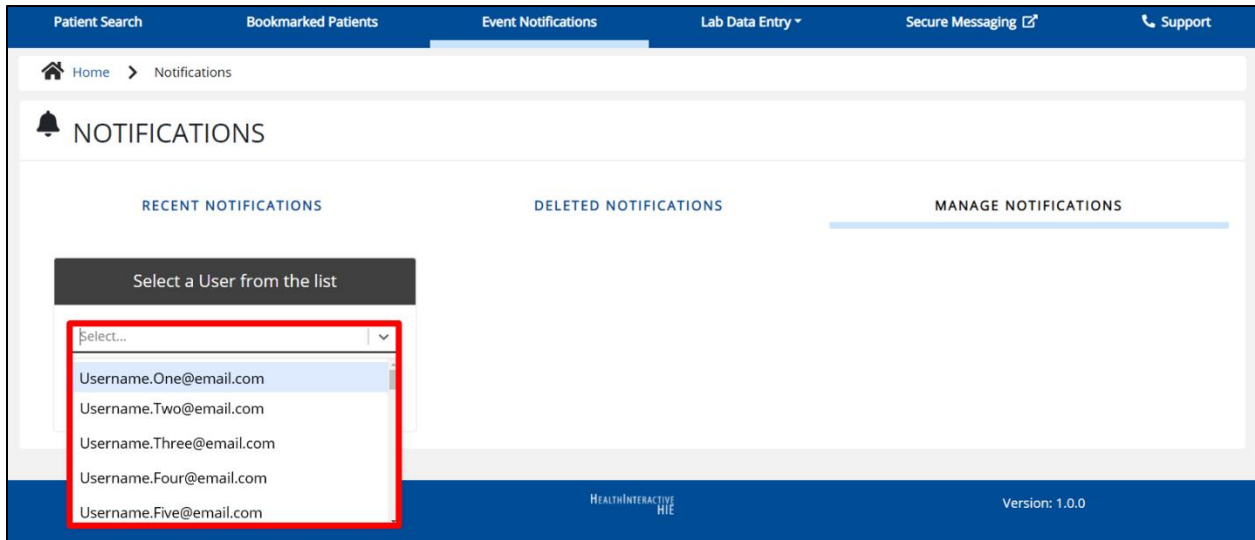 Patient Search Bookmarked Patients Event Notifications Lab Data Entry Secure Messaging Support
Home > Notifications
NOTIFICATIONS
RECENT NOTIFICATIONS DELETED NOTIFICATIONS MANAGE NOTIFICATIONS
Select a User from the list
Select...
Username.One@email.com
Username.Two@email.com
Username.Three@email.com
Username.Four@email.com
Username.Five@email.com
HEALTHINTERACTIVE
HIE
Version: 1.0.0